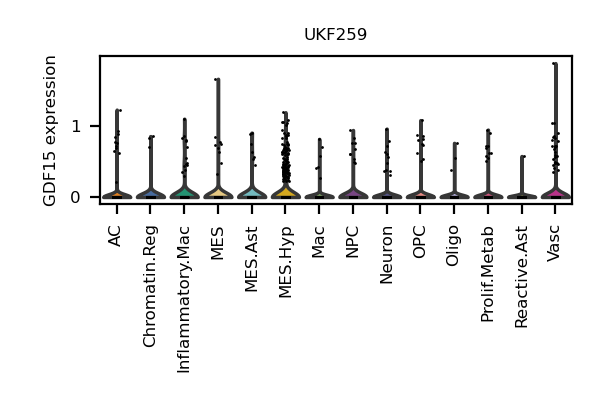 UKF259
GDF15 expression
1
0
AC
Chromatin.Reg
Inflammatory.Mac
MES
MES.Ast
MES.Hyp
Mac
NPC
Neuron
OPC
Oligo
Prolif.Metab
Reactive.Ast
Vasc